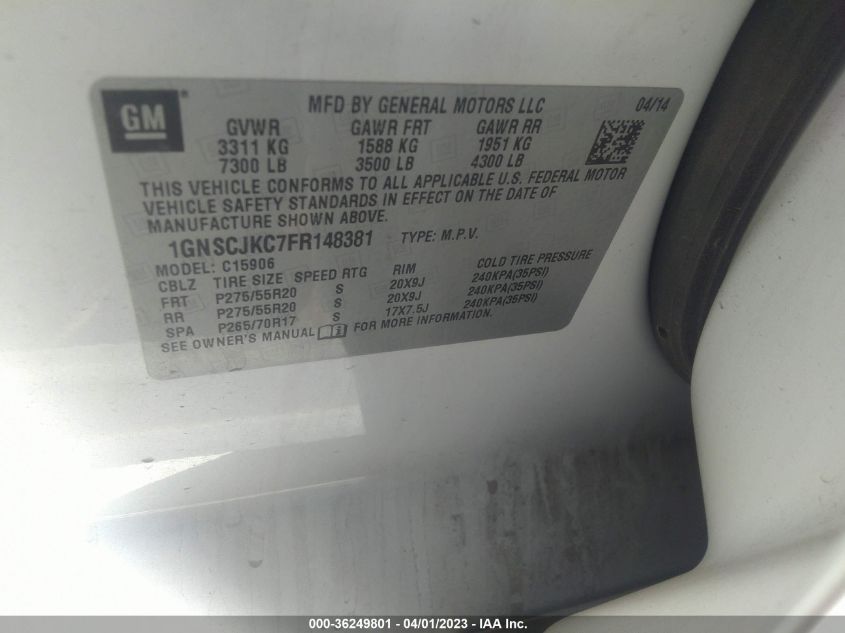 GM
MFD BY GENERAL MOTORS LLC 04/14
GVWR GAWR FRT GAWR RR
3311 KG 1588 KG 1951 KG
7300 LB 3500 LB 4300 LB
THIS VEHICLE CONFORMS TO ALL APPLICABLE U.S. FEDERAL MOTOR
VEHICLE SAFETY STANDARDS IN EFFECT ON THE DATE OF
MANUFACTURE SHOWN ABOVE.
1GNSCJKC7FR148381 TYPE: M.P.V.
MODEL: C15906
CBLZ TIRE SIZE SPEED RTG RIM COLD TIRE PRESSURE
FRT P275/55R20 S 20X9J 240KPA(35PSI)
RR P275/55R20 S 20X9J 240KPA(35PSI)
SPA P265/70R17 S 17X7.5J 240KPA(35PSI)
SEE OWNER'S MANUAL i FOR MORE INFORMATION.
000-36249801 - 04/01/2023 - IAA Inc.